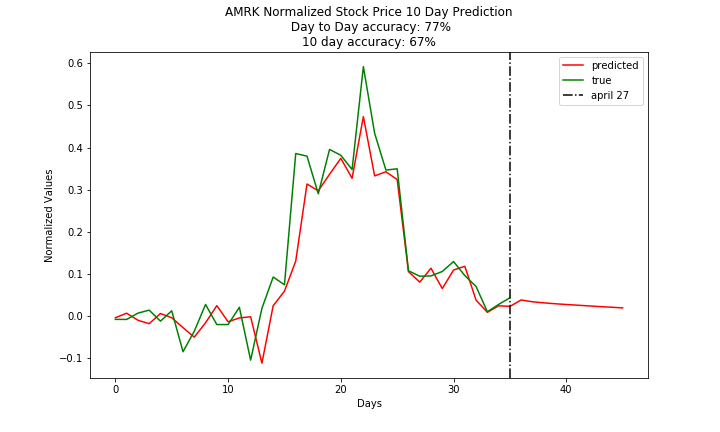 AMRK Normalized Stock Price 10 Day Prediction
Day to Day accuracy: 77%
10 day accuracy: 67%
predicted
true
april 27
0.6
0.5
0.4
0.3
0.2
0.1
0.0
−0.1
Normalized Values
0 10 20 30 40
Days